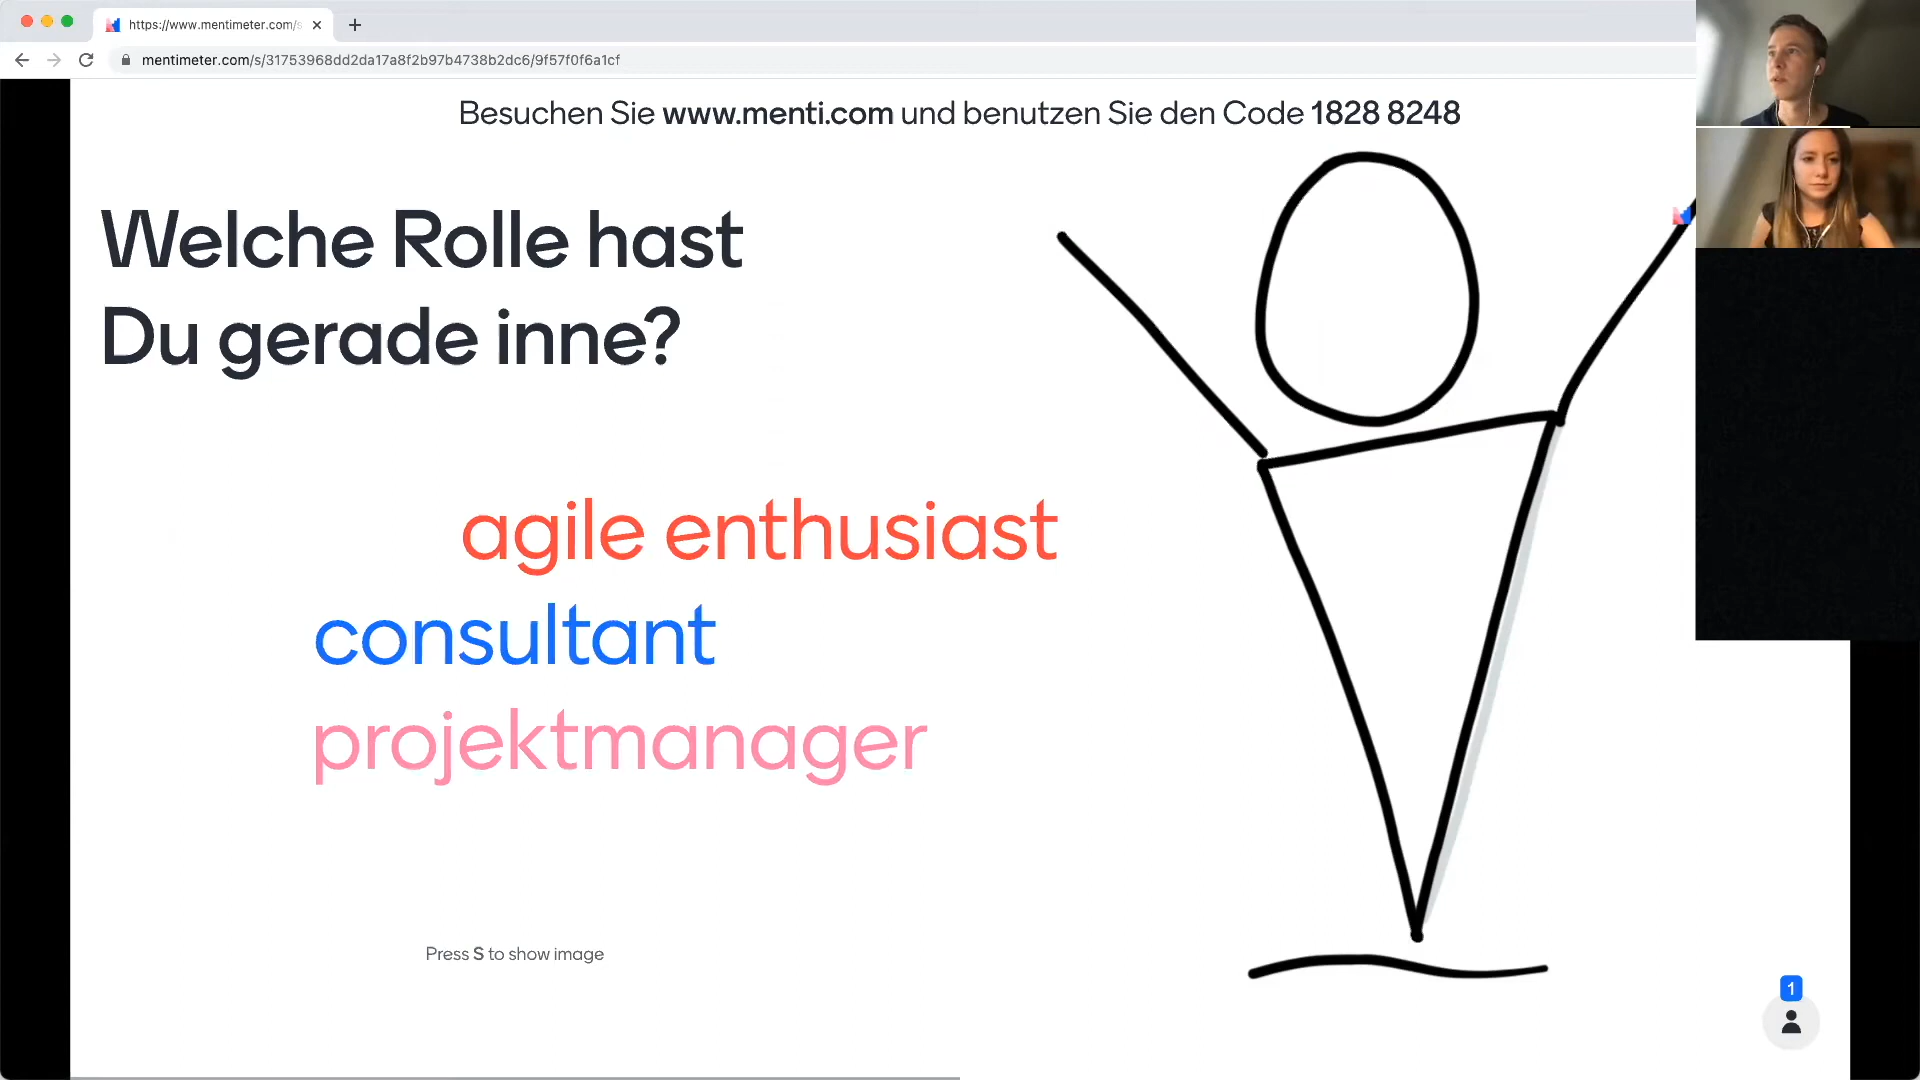 https://www.mentimeter.com/s
mentimeter.com/s/31753968dd2da17a8f2b97b4738b2dc6/9f57f0f6a1cf
Besuchen Sie www.menti.com und benutzen Sie den Code 1828 8248
Welche Rolle hast
Du gerade inne?
agile enthusiast
consultant
projektmanager
Press S to show image
1